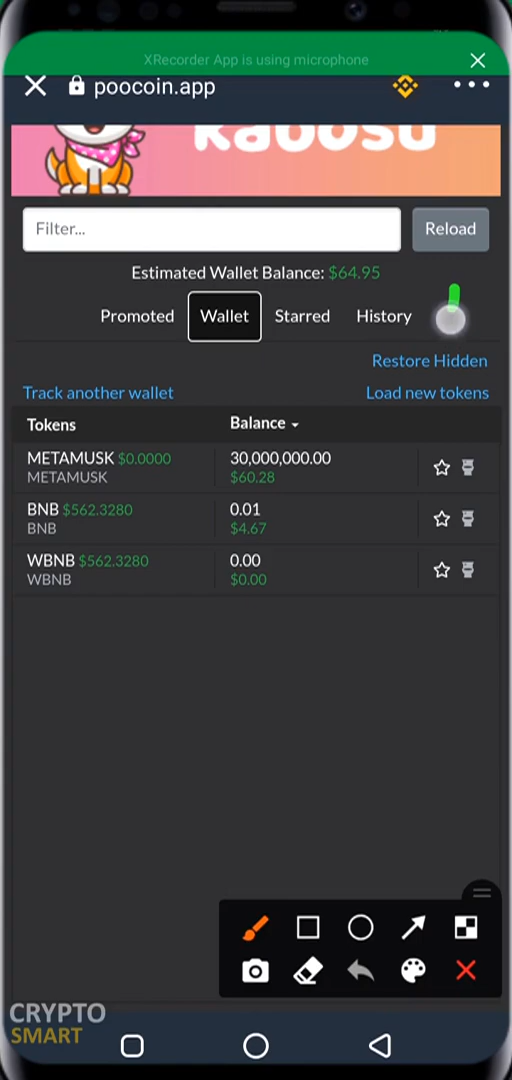 XRecorder App is using microphone
poocoin.app
kabosu
Filter...
Reload
Estimated Wallet Balance: $64.95
Promoted
Wallet
Starred
History
Restore Hidden
Track another wallet
Load new tokens
Tokens
Balance
METAMUSK $0.0000
30,000,000.00
METAMUSK
$60.28
BNB $562.3280
0.01
BNB
$4.67
WBNB $562.3280
0.00
WBNB
$0.00
CRYPTO
SMART